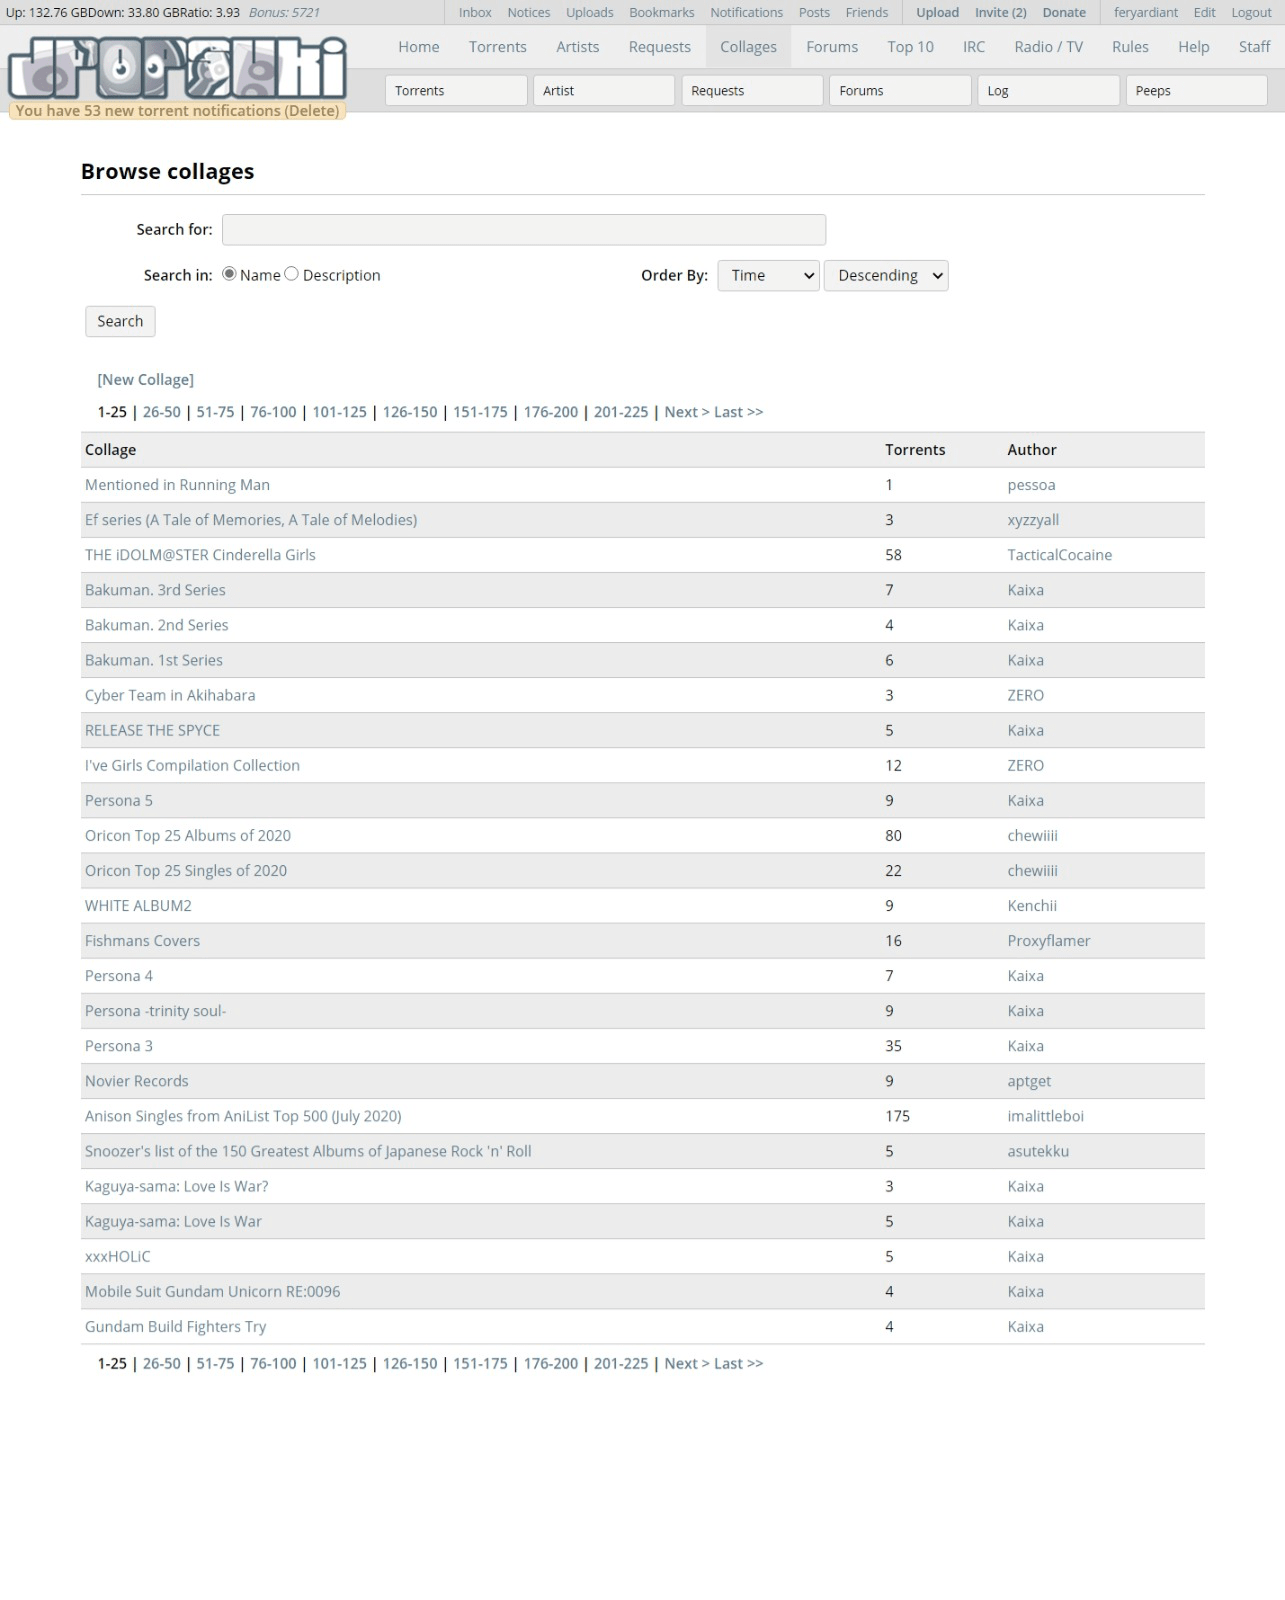 Up: 132.76 GBDown: 33.80 GBRatio: 3.93 Bonus: 5721 Inbox Notices Uploads Bookmarks Notifications Posts Friends Upload Invite (2) Donate feryardiant Edit Logout
jpopsuki
Home Torrents Artists Requests Collages Forums Top 10 IRC Radio / TV Rules Help Staff
Torrents Artist Requests Forums Log Peeps
You have 53 new torrent notifications (Delete)
Browse collages
Search for:
Search in: Name Description Order By: Time Descending
Search
[New Collage]
1-25 | 26-50 | 51-75 | 76-100 | 101-125 | 126-150 | 151-175 | 176-200 | 201-225 | Next > Last >>
Collage Torrents Author
Mentioned in Running Man 1 pessoa
Ef series (A Tale of Memories, A Tale of Melodies) 3 xyzzyall
THE iDOLM@STER Cinderella Girls 58 TacticalCocaine
Bakuman. 3rd Series 7 Kaixa
Bakuman. 2nd Series 4 Kaixa
Bakuman. 1st Series 6 Kaixa
Cyber Team in Akihabara 3 ZERO
RELEASE THE SPYCE 5 Kaixa
I've Girls Compilation Collection 12 ZERO
Persona 5 9 Kaixa
Oricon Top 25 Albums of 2020 80 chewiiii
Oricon Top 25 Singles of 2020 22 chewiiii
WHITE ALBUM2 9 Kenchii
Fishmans Covers 16 Proxyflamer
Persona 4 7 Kaixa
Persona -trinity soul- 9 Kaixa
Persona 3 35 Kaixa
Novier Records 9 aptget
Anison Singles from AniList Top 500 (July 2020) 175 imalittleboi
Snoozer's list of the 150 Greatest Albums of Japanese Rock 'n' Roll 5 asutekku
Kaguya-sama: Love Is War? 3 Kaixa
Kaguya-sama: Love Is War 5 Kaixa
xxxHOLiC 5 Kaixa
Mobile Suit Gundam Unicorn RE:0096 4 Kaixa
Gundam Build Fighters Try 4 Kaixa
1-25 | 26-50 | 51-75 | 76-100 | 101-125 | 126-150 | 151-175 | 176-200 | 201-225 | Next > Last >>